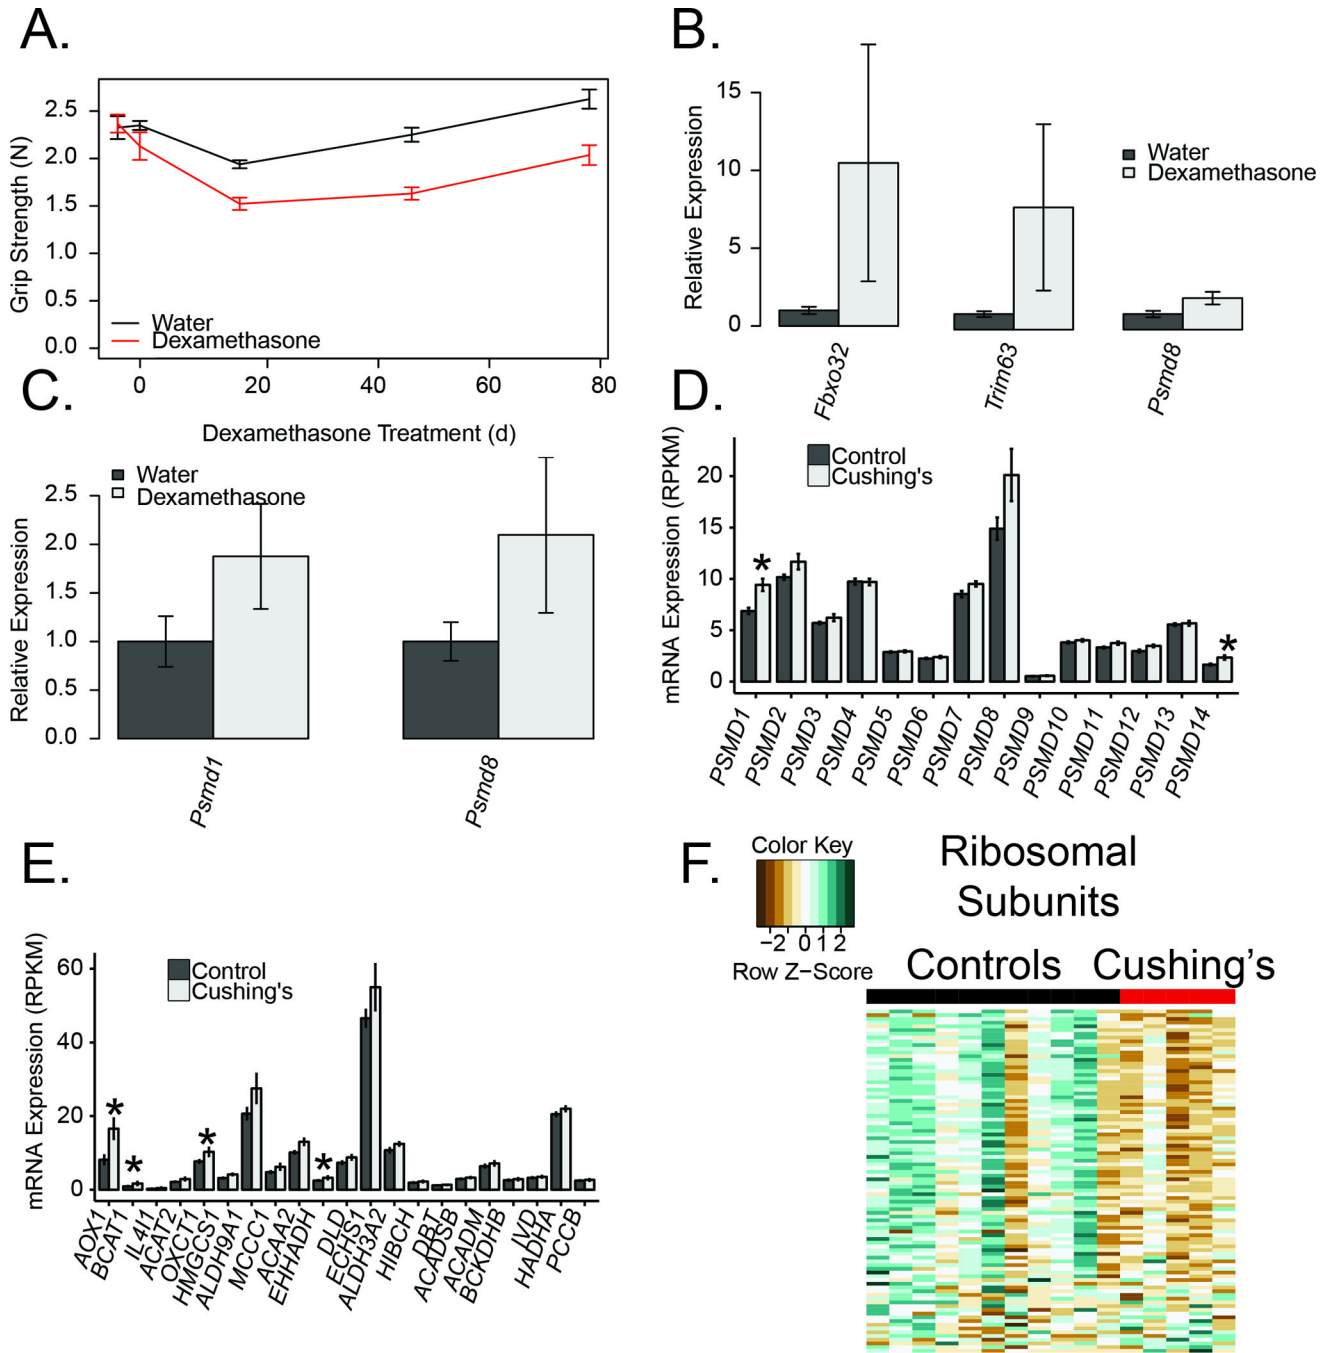 A.
Grip Strength (N)
2.5
2.0
1.5
1.0
0.5
0.0
Water
Dexamethasone
0 20 40 60 80
Dexamethasone Treatment (d)
B.
Relative Expression
15
10
5
0
Water
Dexamethasone
Fbxo32 Trim63 Psmd8
C.
Relative Expression
Water
Dexamethasone
2.5
2.0
1.5
1.0
0.5
0.0
Psmd1 Psmd8
D.
mRNA Expression (RPKM)
Control
Cushing's
20
15
10
5
0
* *
PSMD1 PSMD2 PSMD3 PSMD4 PSMD5 PSMD6 PSMD7 PSMD8 PSMD9 PSMD10 PSMD11 PSMD12 PSMD13 PSMD14
E.
mRNA Expression (RPKM)
Control
Cushing's
60
40
20
0
* * * *
AOX1 BCAT1 IL4I1 ACAT2 OXCT1 HMGCS1 ALDH9A1 MCCC1 ACAA2 EHHADH DLD ECHS1 ALDH3A2 HIBCH DBT ACADSB ACADM BCKDHB IVD HADHA PCCB
F.
Color Key
−2 0 1 2
Row Z−Score
Ribosomal
Subunits
Controls Cushing's